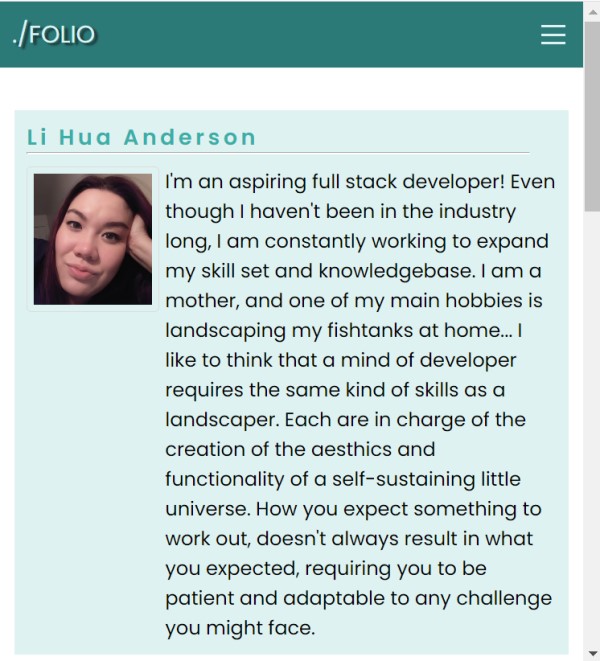 ./FOLIO
Li Hua Anderson
I'm an aspiring full stack developer! Even
though I haven't been in the industry
long, I am constantly working to expand
my skill set and knowledgebase. I am a
mother, and one of my main hobbies is
landscaping my fishtanks at home... I
like to think that a mind of developer
requires the same kind of skills as a
landscaper. Each are in charge of the
creation of the aesthics and
functionality of a self-sustaining little
universe. How you expect something to
work out, doesn't always result in what
you expected, requiring you to be
patient and adaptable to any challenge
you might face.